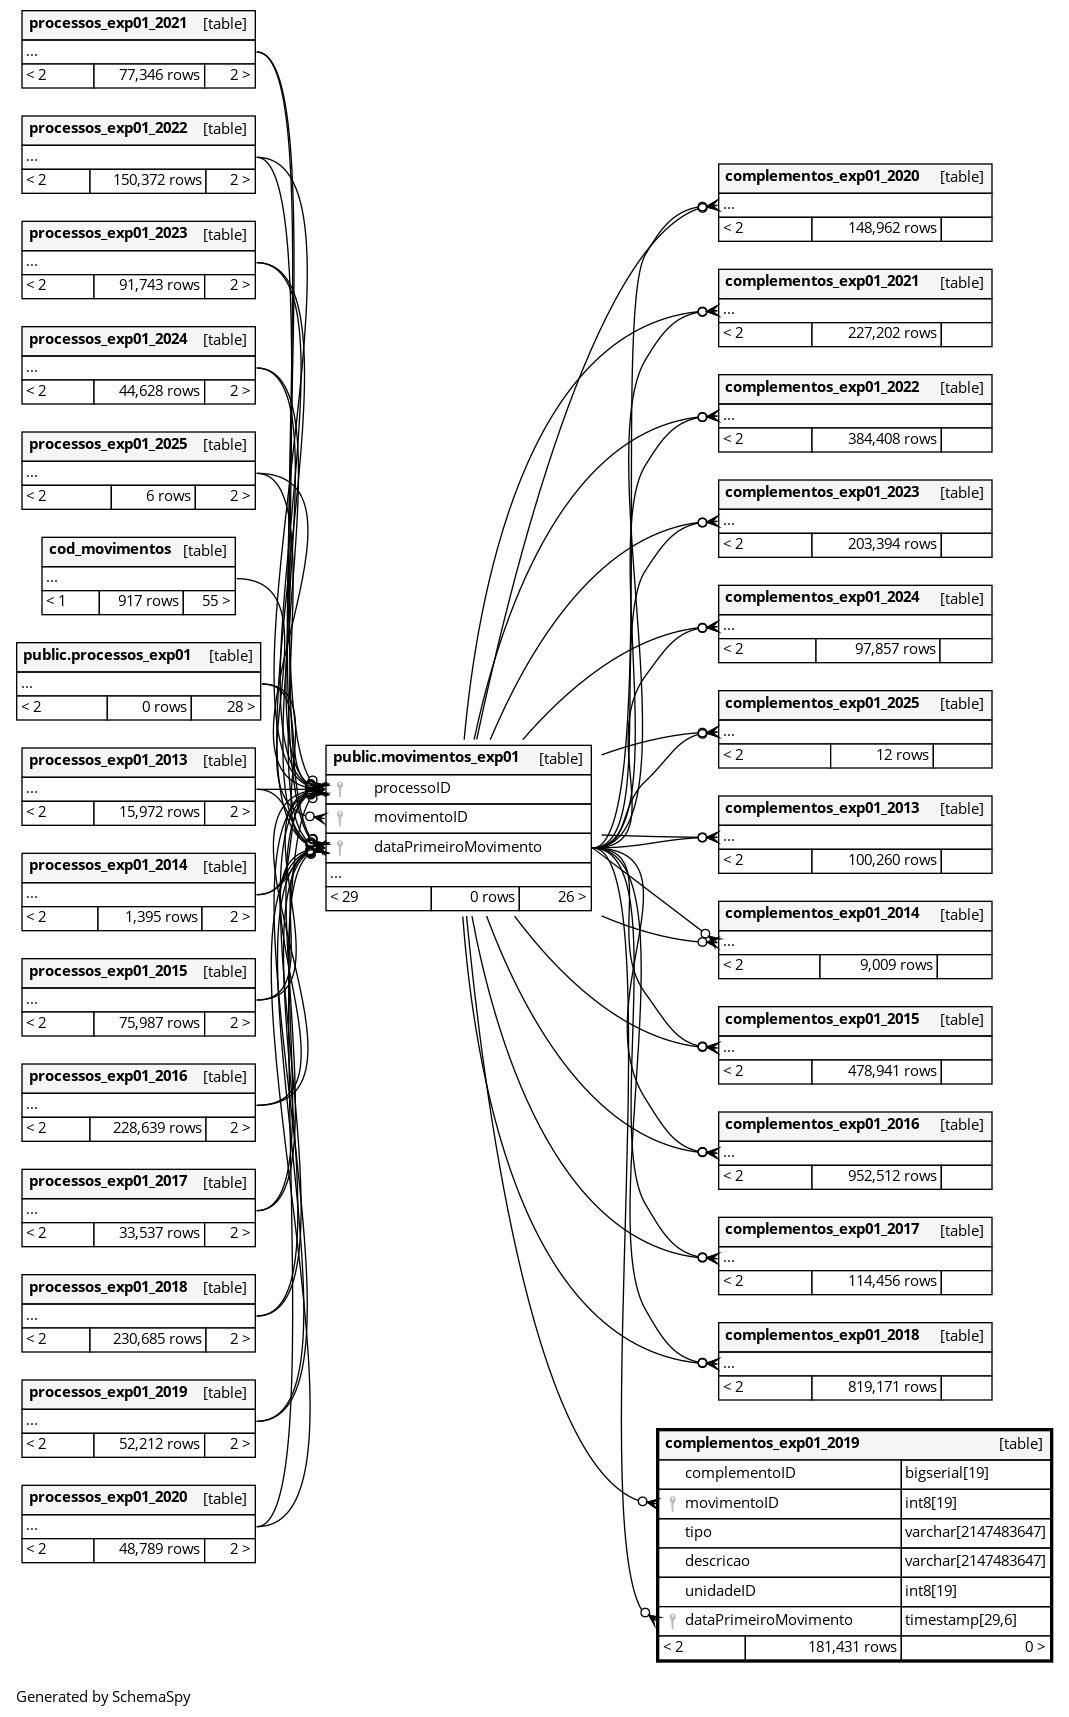 processos_exp01_2021 [table]
...
< 2 77,346 rows 2 >
processos_exp01_2022 [table]
...
< 2 150,372 rows 2 >
processos_exp01_2023 [table]
...
< 2 91,743 rows 2 >
processos_exp01_2024 [table]
...
< 2 44,628 rows 2 >
processos_exp01_2025 [table]
...
< 2 6 rows 2 >
cod_movimentos [table]
...
< 1 917 rows 55 >
public.processos_exp01 [table]
...
< 2 0 rows 28 >
processos_exp01_2013 [table]
...
< 2 15,972 rows 2 >
processos_exp01_2014 [table]
...
< 2 1,395 rows 2 >
processos_exp01_2015 [table]
...
< 2 75,987 rows 2 >
processos_exp01_2016 [table]
...
< 2 228,639 rows 2 >
processos_exp01_2017 [table]
...
< 2 33,537 rows 2 >
processos_exp01_2018 [table]
...
< 2 230,685 rows 2 >
processos_exp01_2019 [table]
...
< 2 52,212 rows 2 >
processos_exp01_2020 [table]
...
< 2 48,789 rows 2 >
public.movimentos_exp01 [table]
processoID
movimentoID
dataPrimeiroMovimento
...
< 29 0 rows 26 >
complementos_exp01_2020 [table]
...
< 2 148,962 rows
complementos_exp01_2021 [table]
...
< 2 227,202 rows
complementos_exp01_2022 [table]
...
< 2 384,408 rows
complementos_exp01_2023 [table]
...
< 2 203,394 rows
complementos_exp01_2024 [table]
...
< 2 97,857 rows
complementos_exp01_2025 [table]
...
< 2 12 rows
complementos_exp01_2013 [table]
...
< 2 100,260 rows
complementos_exp01_2014 [table]
...
< 2 9,009 rows
complementos_exp01_2015 [table]
...
< 2 478,941 rows
complementos_exp01_2016 [table]
...
< 2 952,512 rows
complementos_exp01_2017 [table]
...
< 2 114,456 rows
complementos_exp01_2018 [table]
...
< 2 819,171 rows
complementos_exp01_2019 [table]
complementoID bigserial[19]
movimentoID int8[19]
tipo varchar[2147483647]
descricao varchar[2147483647]
unidadeID int8[19]
dataPrimeiroMovimento timestamp[29,6]
< 2 181,431 rows 0 >
Generated by SchemaSpy